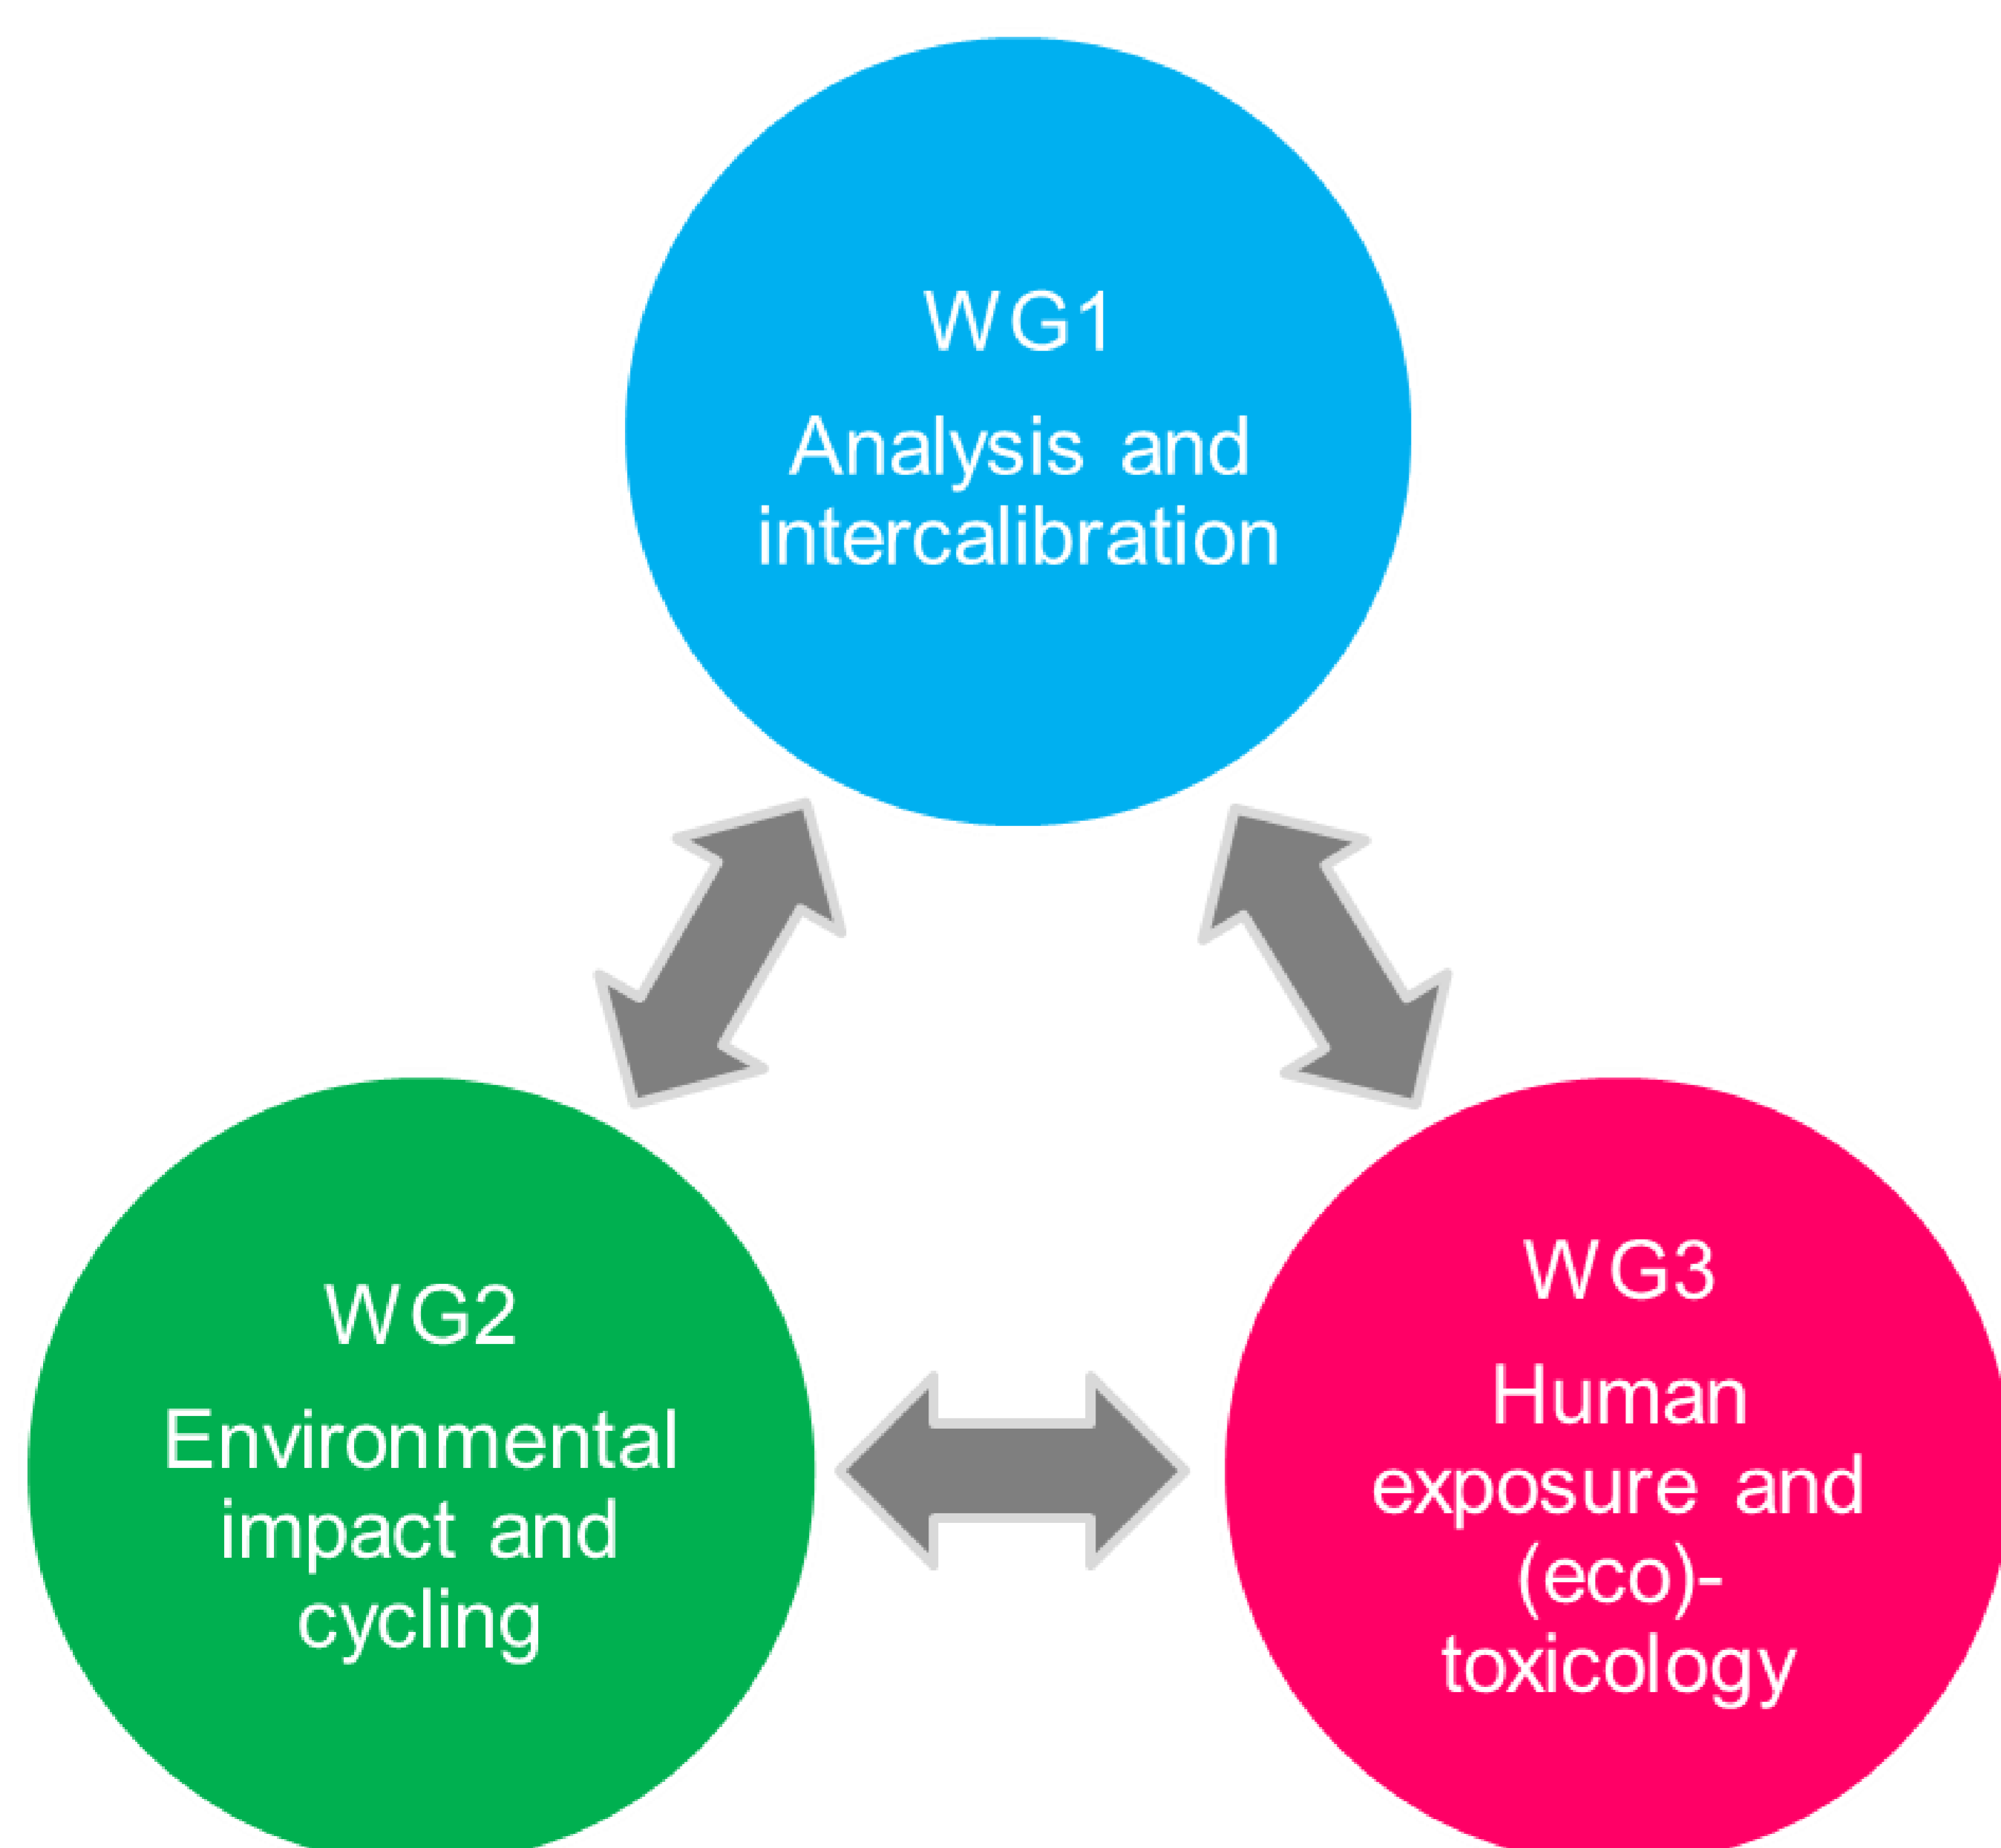 WG1
Analysis and
intercalibration
WG2
Environmental
impact and
cycling
WG3
Human
exposure and
(eco)-
toxicology